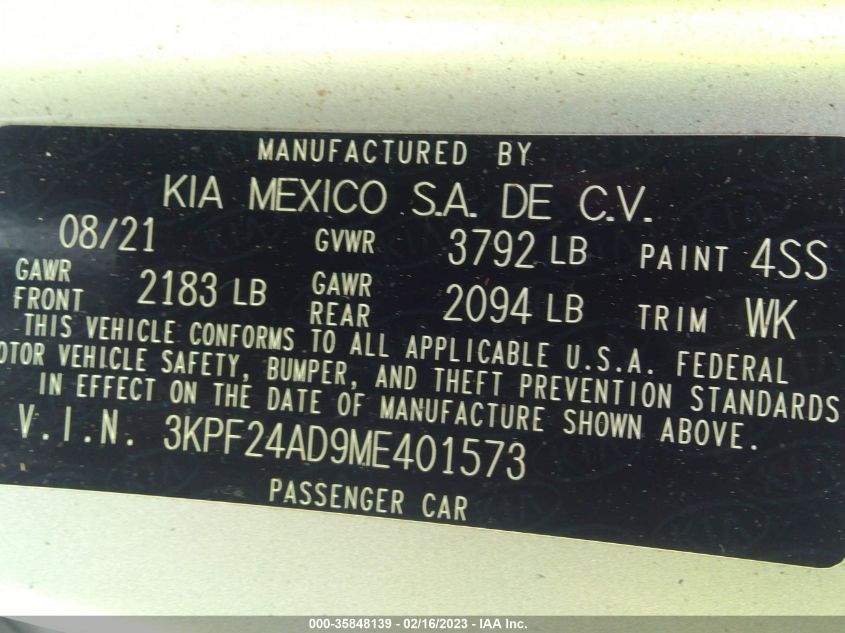 MANUFACTURED BY
KIA MEXICO S.A. DE C.V.
08/21 GVWR 3792 LB PAINT 4SS
GAWR FRONT 2183 LB GAWR REAR 2094 LB TRIM WK
THIS VEHICLE CONFORMS TO ALL APPLICABLE U.S.A. FEDERAL
OTOR VEHICLE SAFETY, BUMPER, AND THEFT PREVENTION STANDARDS
IN EFFECT ON THE DATE OF MANUFACTURE SHOWN ABOVE.
V.I.N. 3KPF24AD9ME401573
PASSENGER CAR
000-35848139 - 02/16/2023 - IAA Inc.